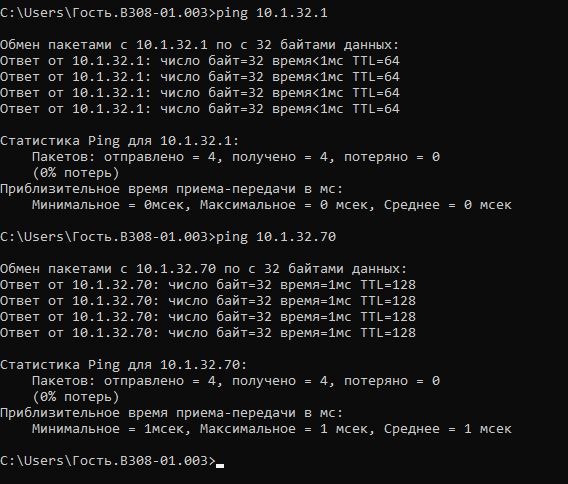 C:\Users\Гость.B308-01.003>ping 10.1.32.1
Обмен пакетами с 10.1.32.1 по с 32 байтами данных:
Ответ от 10.1.32.1: число байт=32 время<1мс TTL=64
Ответ от 10.1.32.1: число байт=32 время<1мс TTL=64
Ответ от 10.1.32.1: число байт=32 время<1мс TTL=64
Ответ от 10.1.32.1: число байт=32 время<1мс TTL=64
Статистика Ping для 10.1.32.1:
    Пакетов: отправлено = 4, получено = 4, потеряно = 0
    (0% потерь)
Приблизительное время приема-передачи в мс:
    Минимальное = 0мсек, Максимальное = 0 мсек, Среднее = 0 мсек
C:\Users\Гость.B308-01.003>ping 10.1.32.70
Обмен пакетами с 10.1.32.70 по с 32 байтами данных:
Ответ от 10.1.32.70: число байт=32 время=1мс TTL=128
Ответ от 10.1.32.70: число байт=32 время=1мс TTL=128
Ответ от 10.1.32.70: число байт=32 время=1мс TTL=128
Ответ от 10.1.32.70: число байт=32 время=1мс TTL=128
Статистика Ping для 10.1.32.70:
    Пакетов: отправлено = 4, получено = 4, потеряно = 0
    (0% потерь)
Приблизительное время приема-передачи в мс:
    Минимальное = 1мсек, Максимальное = 1 мсек, Среднее = 1 мсек
C:\Users\Гость.B308-01.003>